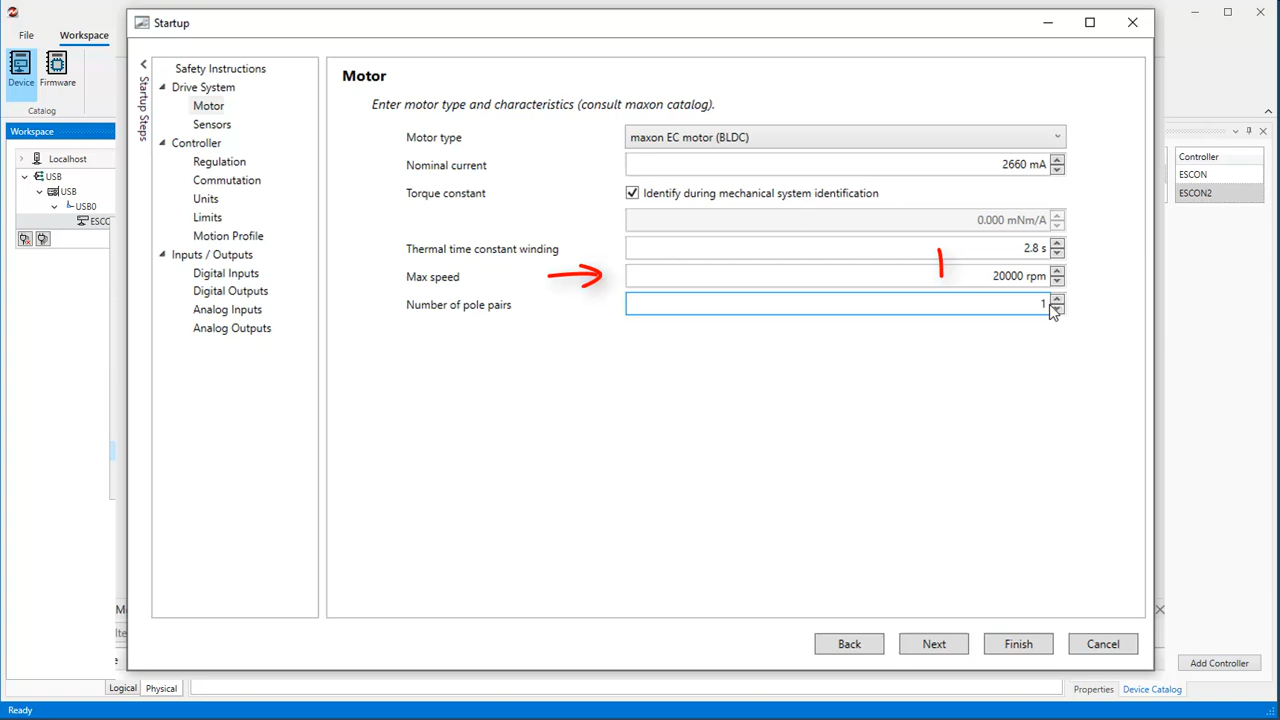 Startup
File
Workspace
Device
Firmware
Catalog
Workspace
Localhost
USB
USB
USB0
ESCC
Startup Steps
Safety Instructions
Drive System
Motor
Sensors
Controller
Regulation
Commutation
Units
Limits
Motion Profile
Inputs / Outputs
Digital Inputs
Digital Outputs
Analog Inputs
Analog Outputs
Motor
Enter motor type and characteristics (consult maxon catalog).
Motor type maxon EC motor (BLDC)
Nominal current 2660 mA
Torque constant Identify during mechanical system identification
0.000 mNm/A
Thermal time constant winding 2.8 s
Max speed 20000 rpm
Number of pole pairs 1
Controller
ESCON
ESCON2
Back Next Finish Cancel
Add Controller
Logical Physical
Properties Device Catalog
Ready